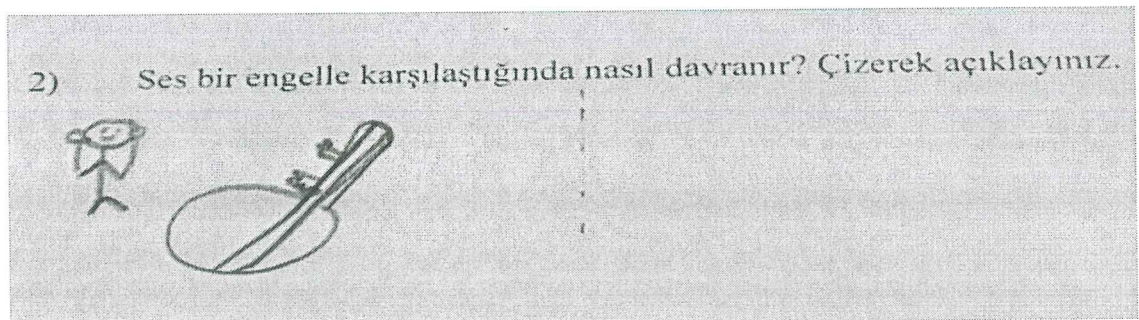 2) Ses bir engelle karşılaştığında nasıl davranır? Çizerek açıklayınız.